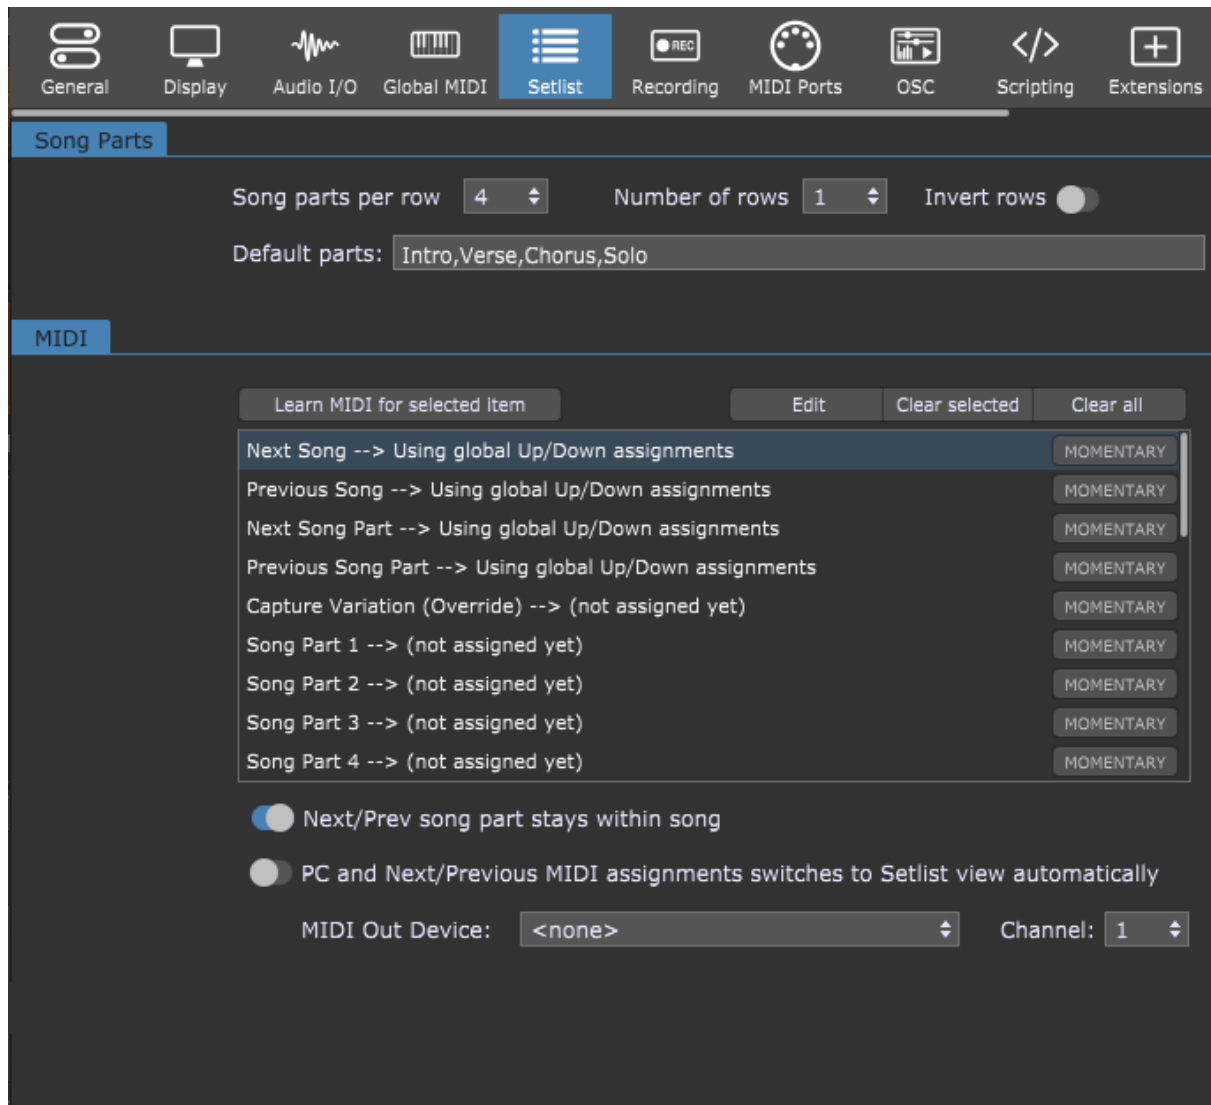 REC
General Display Audio I/O Global MIDI Setlist Recording MIDI Ports OSC Scripting Extensions
Song Parts
Song parts per row 4 Number of rows 1 Invert rows
Default parts: Intro,Verse,Chorus,Solo
MIDI
Learn MIDI for selected item Edit Clear selected Clear all
Next Song --> Using global Up/Down assignments MOMENTARY
Previous Song --> Using global Up/Down assignments MOMENTARY
Next Song Part --> Using global Up/Down assignments MOMENTARY
Previous Song Part --> Using global Up/Down assignments MOMENTARY
Capture Variation (Override) --> (not assigned yet) MOMENTARY
Song Part 1 --> (not assigned yet) MOMENTARY
Song Part 2 --> (not assigned yet) MOMENTARY
Song Part 3 --> (not assigned yet) MOMENTARY
Song Part 4 --> (not assigned yet) MOMENTARY
Next/Prev song part stays within song
PC and Next/Previous MIDI assignments switches to Setlist view automatically
MIDI Out Device: <none> Channel: 1